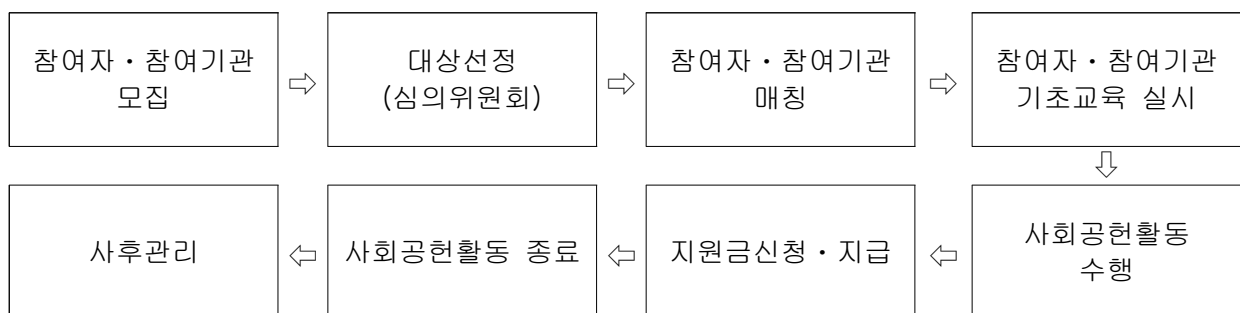 참여자・참여기관
모집
⇨
대상선정
(심의위원회)
⇨
참여자・참여기관
매칭
⇨
참여자・참여기관
기초교육 실시
⇩
사회공헌활동
수행
⇦
지원금신청・지급
⇦
사회공헌활동 종료
⇦
사후관리